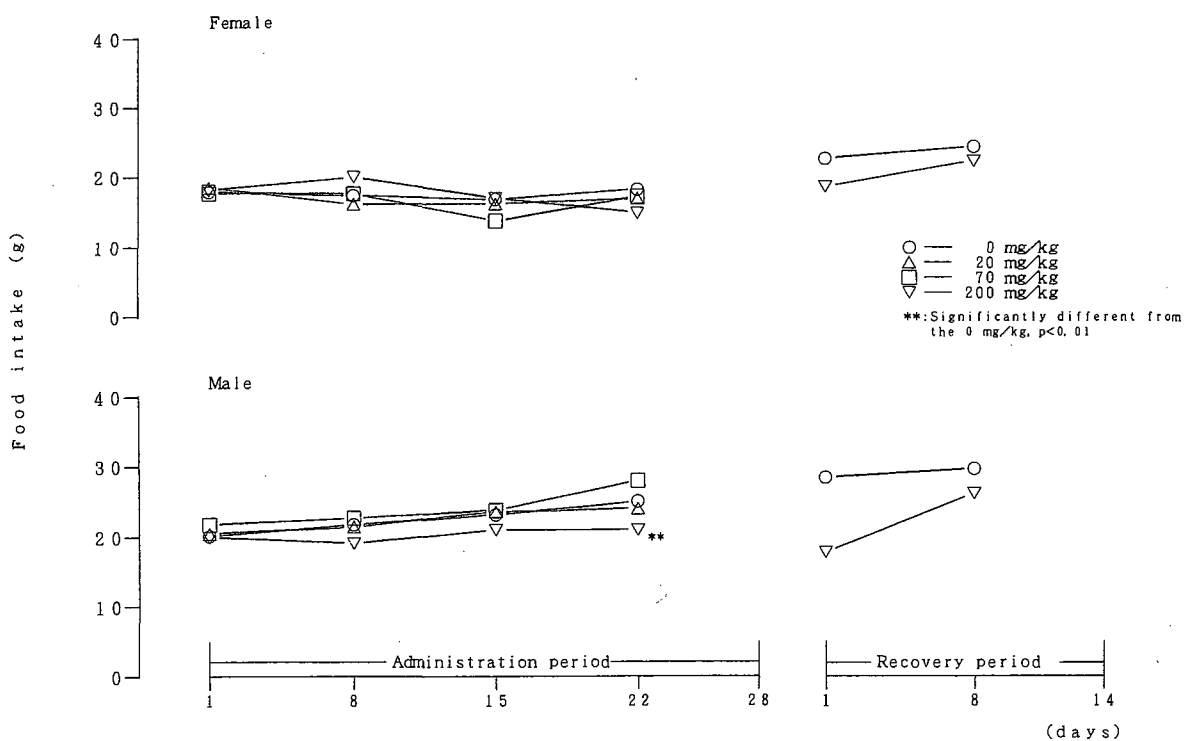 Female
40
30
20
10
0
Food intake (g)
○ — 0 mg/kg
△ — 20 mg/kg
□ — 70 mg/kg
▽ — 200 mg/kg
**:Significantly different from
the 0 mg/kg, p<0.01
Male
40
30
20
10
0
**
Administration period
Recovery period
1 8 15 22 28 1 8 14
(days)